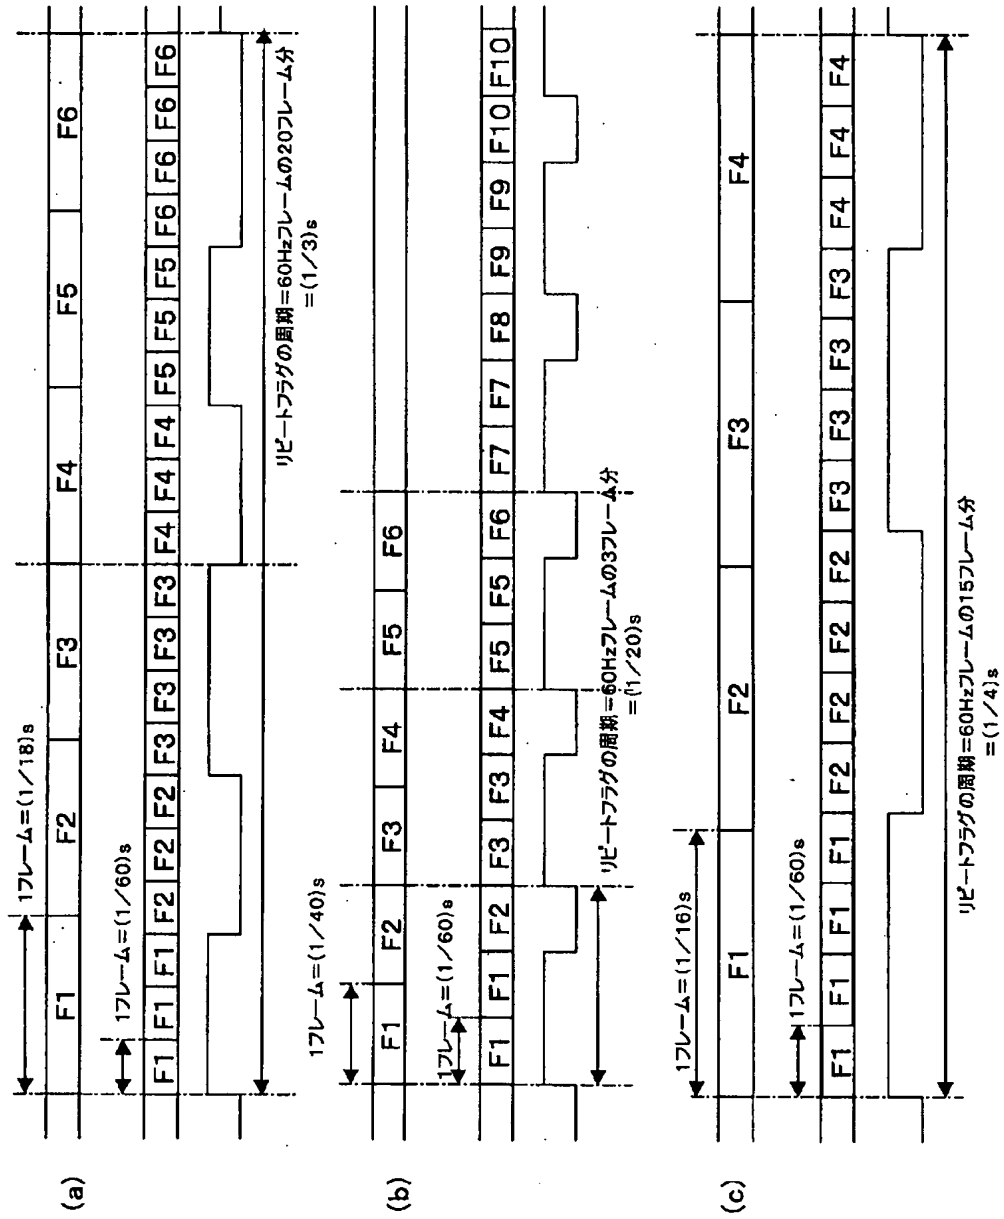 (a)
1フレーム=(1/18)s
F1 F2 F3 F4 F5 F6
1フレーム=(1/60)s
F1 F1 F1 F2 F2 F2 F3 F3 F3 F3 F4 F4 F4 F5 F5 F5 F6 F6 F6 F6
リピートフラグの周期=60Hzフレームの20フレーム分
=(1/3)s
(b)
1フレーム=(1/40)s
F1 F2 F3 F4 F5 F6
1フレーム=(1/60)s
F1 F1 F2 F3 F3 F4 F5 F5 F6 F7 F7 F8 F9 F9 F10 F10
リピートフラグの周期=60Hzフレームの3フレーム分
=(1/20)s
(c)
1フレーム=(1/16)s
F1 F2 F3 F4
1フレーム=(1/60)s
F1 F1 F1 F1 F2 F2 F2 F2 F3 F3 F3 F3 F4 F4 F4
リピートフラグの周期=60Hzフレームの15フレーム分
=(1/4)s